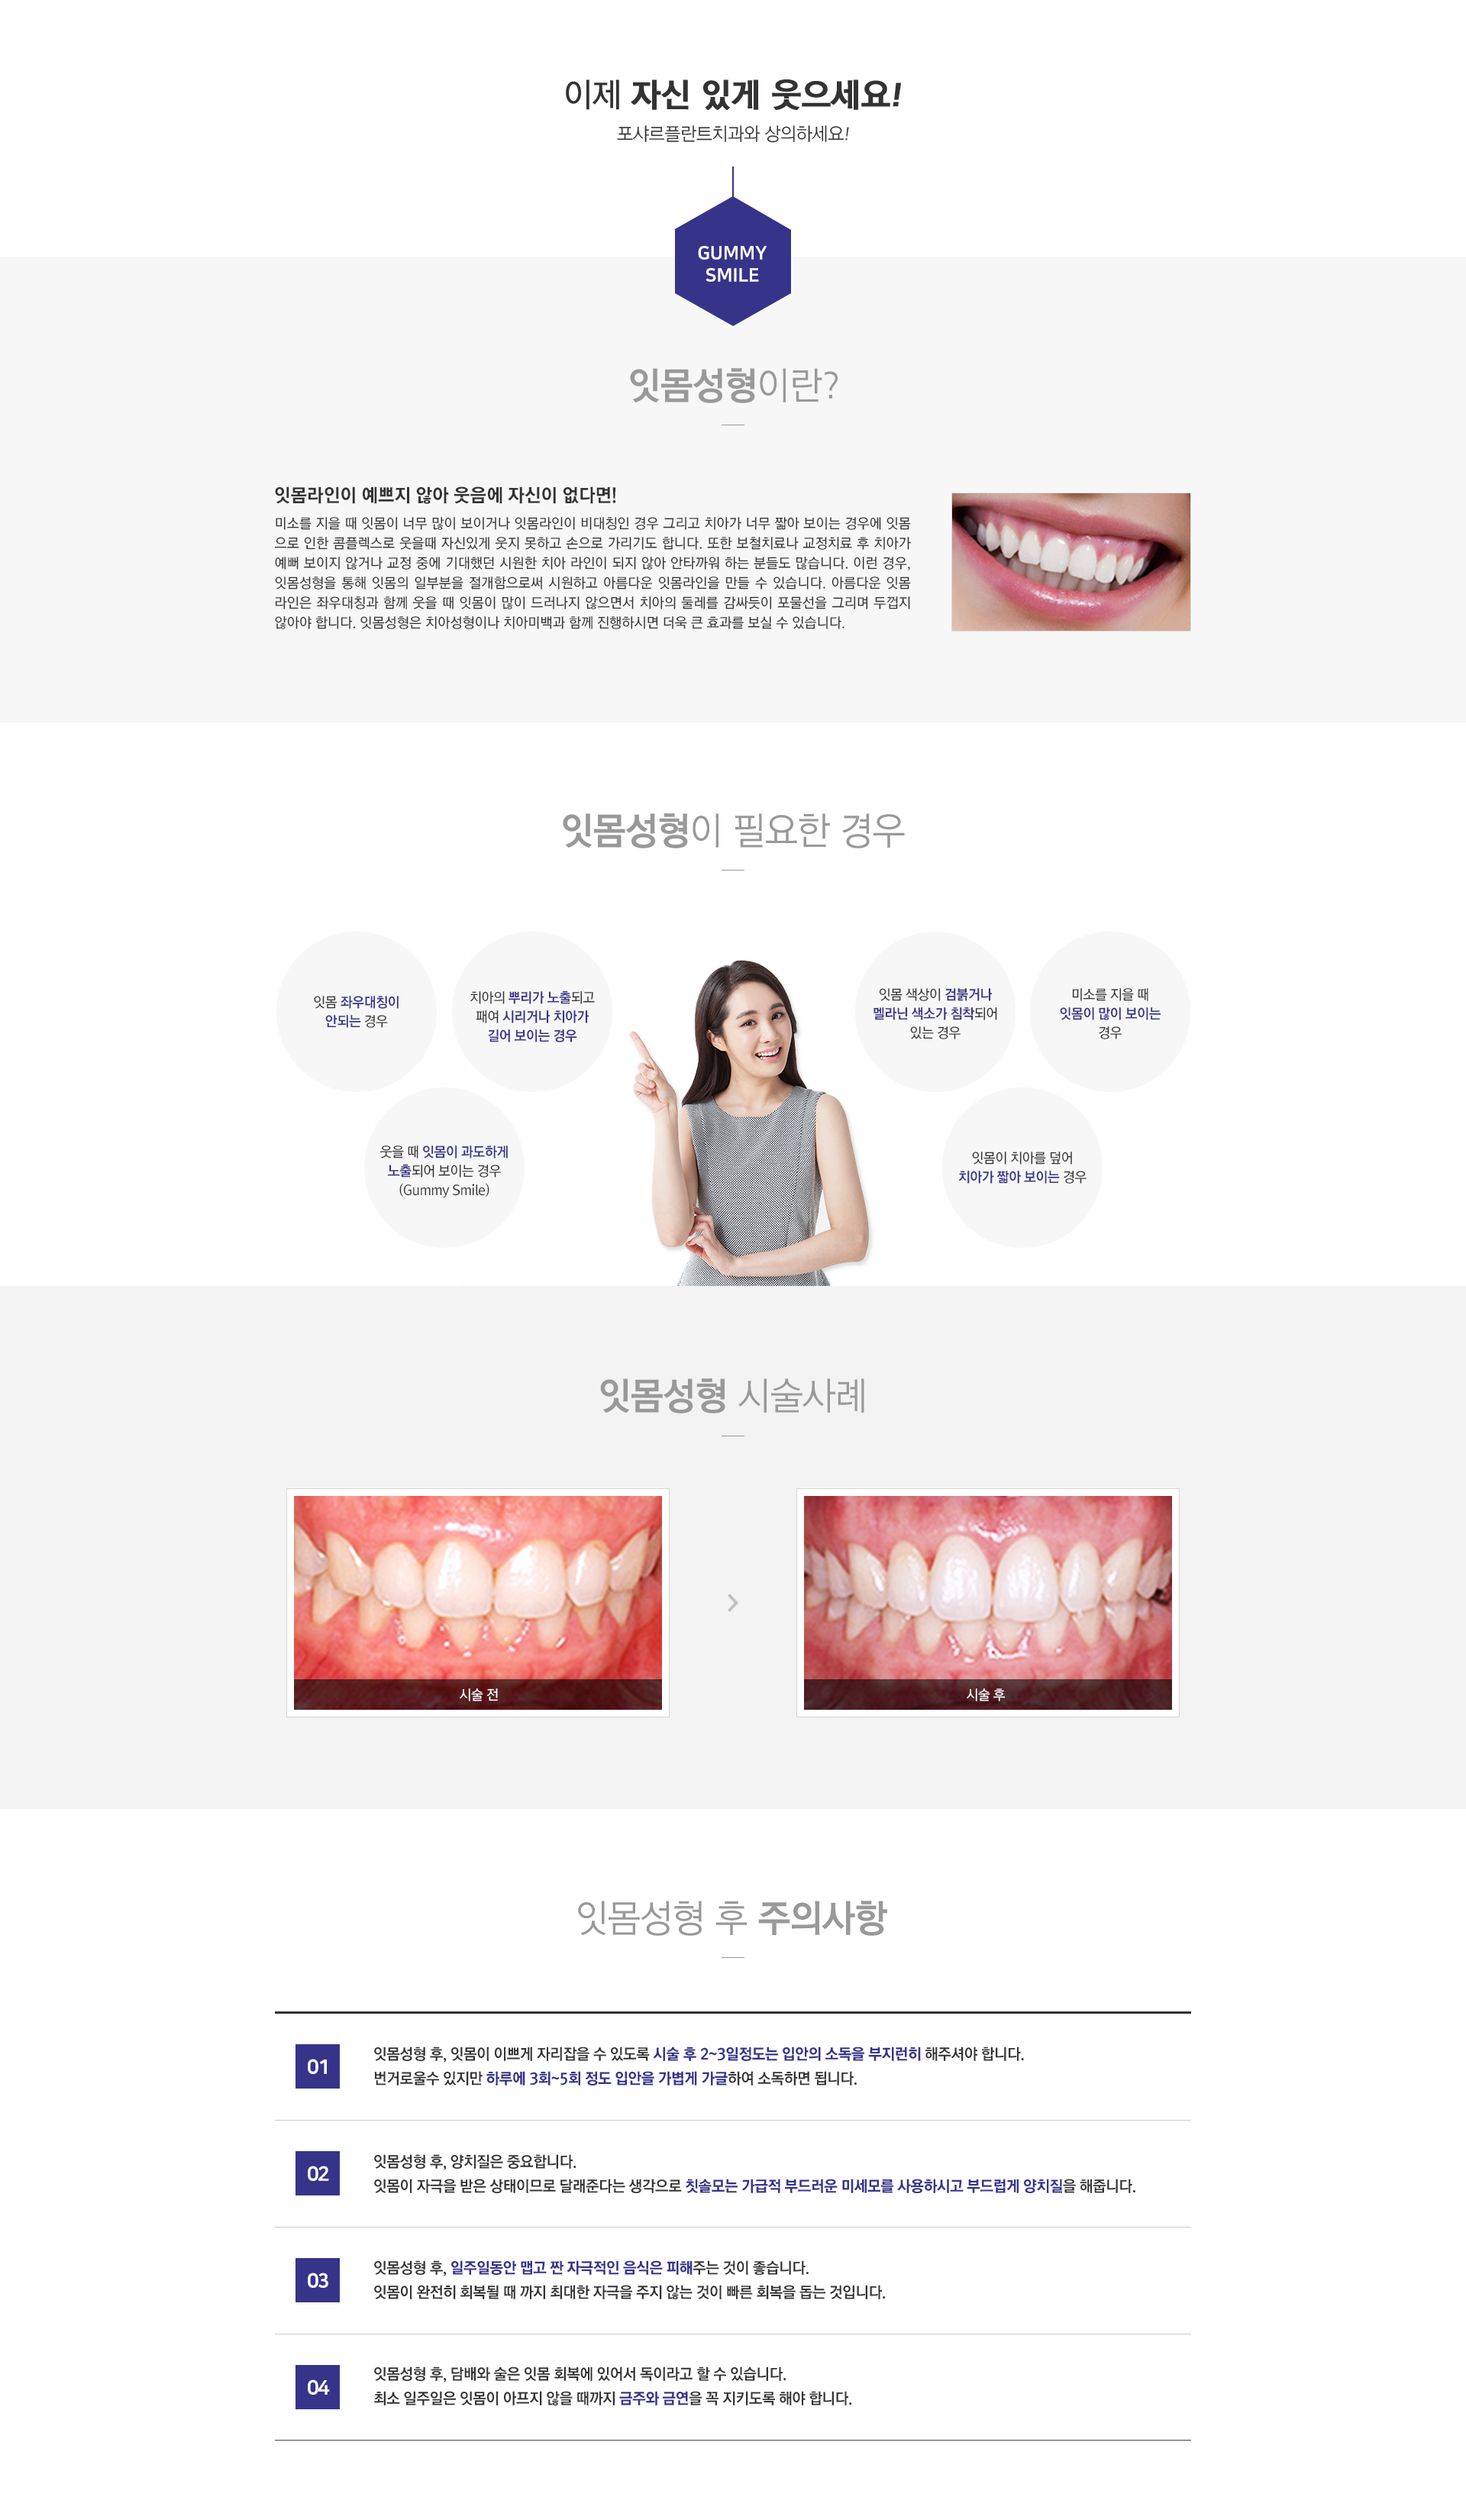 이제 자신 있게 웃으세요!
포샤르플란트치과와 상의하세요!
GUMMY
SMILE
잇몸성형이란?
잇몸라인이 예쁘지 않아 웃음에 자신이 없다면!
미소를 지을 때 잇몸이 너무 많이 보이거나 잇몸라인이 비대칭인 경우 그리고 치아가 너무 짧아 보이는 경우에 잇몸
으로 인한 콤플렉스로 웃을때 자신있게 웃지 못하고 손으로 가리기도 합니다. 또한 보철치료나 교정치료 후 치아가
예뻐 보이지 않거나 교정 중에 기대했던 시원한 치아 라인이 되지 않아 안타까워 하는 분들도 많습니다. 이런 경우,
잇몸성형을 통해 잇몸의 일부분을 절개함으로써 시원하고 아름다운 잇몸라인을 만들 수 있습니다. 아름다운 잇몸
라인은 좌우대칭과 함께 웃을 때 잇몸이 많이 드러나지 않으면서 치아의 둘레를 감싸듯이 포물선을 그리며 두껍지
않아야 합니다. 잇몸성형은 치아성형이나 치아미백과 함께 진행하시면 더욱 큰 효과를 보실 수 있습니다.
잇몸성형이 필요한 경우
잇몸 좌우대칭이
안되는 경우
치아의 뿌리가 노출되고
패여 시리거나 치아가
길어 보이는 경우
잇몸 색상이 검붉거나
멜라닌 색소가 침착되어
있는 경우
미소를 지을 때
잇몸이 많이 보이는
경우
웃을 때 잇몸이 과도하게
노출되어 보이는 경우
(Gummy Smile)
잇몸이 치아를 덮어
치아가 짧아 보이는 경우
잇몸성형 시술사례
시술 전
시술 후
잇몸성형 후 주의사항
01
잇몸성형 후, 잇몸이 이쁘게 자리잡을 수 있도록 시술 후 2~3일정도는 입안의 소독을 부지런히 해주셔야 합니다.
번거로울수 있지만 하루에 3회~5회 정도 입안을 가볍게 가글하여 소독하면 됩니다.
02
잇몸성형 후, 양치질은 중요합니다.
잇몸이 자극을 받은 상태이므로 달래준다는 생각으로 칫솔모는 가급적 부드러운 미세모를 사용하시고 부드럽게 양치질을 해줍니다.
03
잇몸성형 후, 일주일동안 맵고 짠 자극적인 음식은 피해주는 것이 좋습니다.
잇몸이 완전히 회복될 때 까지 최대한 자극을 주지 않는 것이 빠른 회복을 돕는 것입니다.
04
잇몸성형 후, 담배와 술은 잇몸 회복에 있어서 독이라고 할 수 있습니다.
최소 일주일은 잇몸이 아프지 않을 때까지 금주와 금연을 꼭 지키도록 해야 합니다.